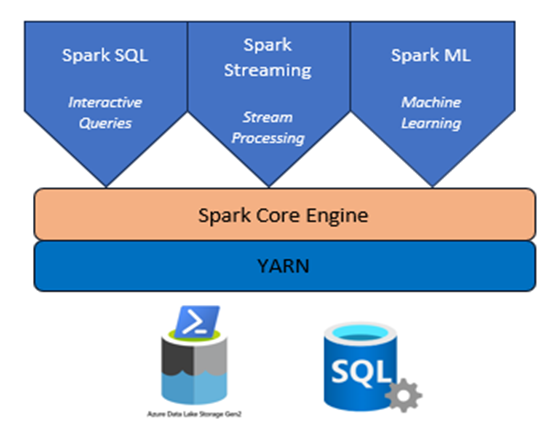 Spark SQL
Interactive
Queries
Spark
Streaming
Stream
Processing
Spark ML
Machine
Learning
Spark Core Engine
YARN
Azure Data Lake Storage Gen2
SQL